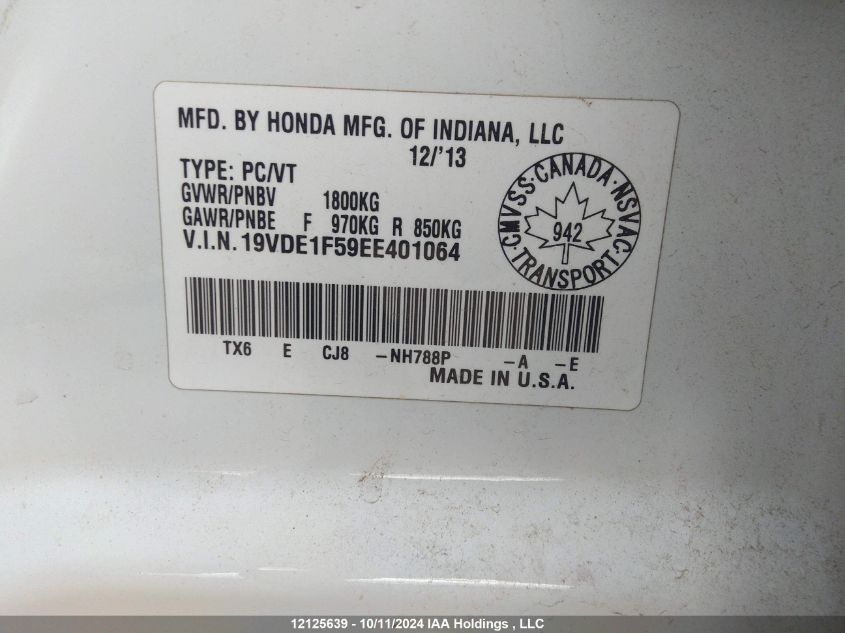 MFD. BY HONDA MFG. OF INDIANA, LLC
12/'13
TYPE: PC/VT
GVWR/PNBV 1800KG
GAWR/PNBE F 970KG R 850KG
V.I.N. 19VDE1F59EE401064
CMVSS·CANADA·NSVAC·TRANSPORT·
942
TX6 E CJ8 -NH788P -A -E
MADE IN U.S.A.
12125639 - 10/11/2024 IAA Holdings , LLC